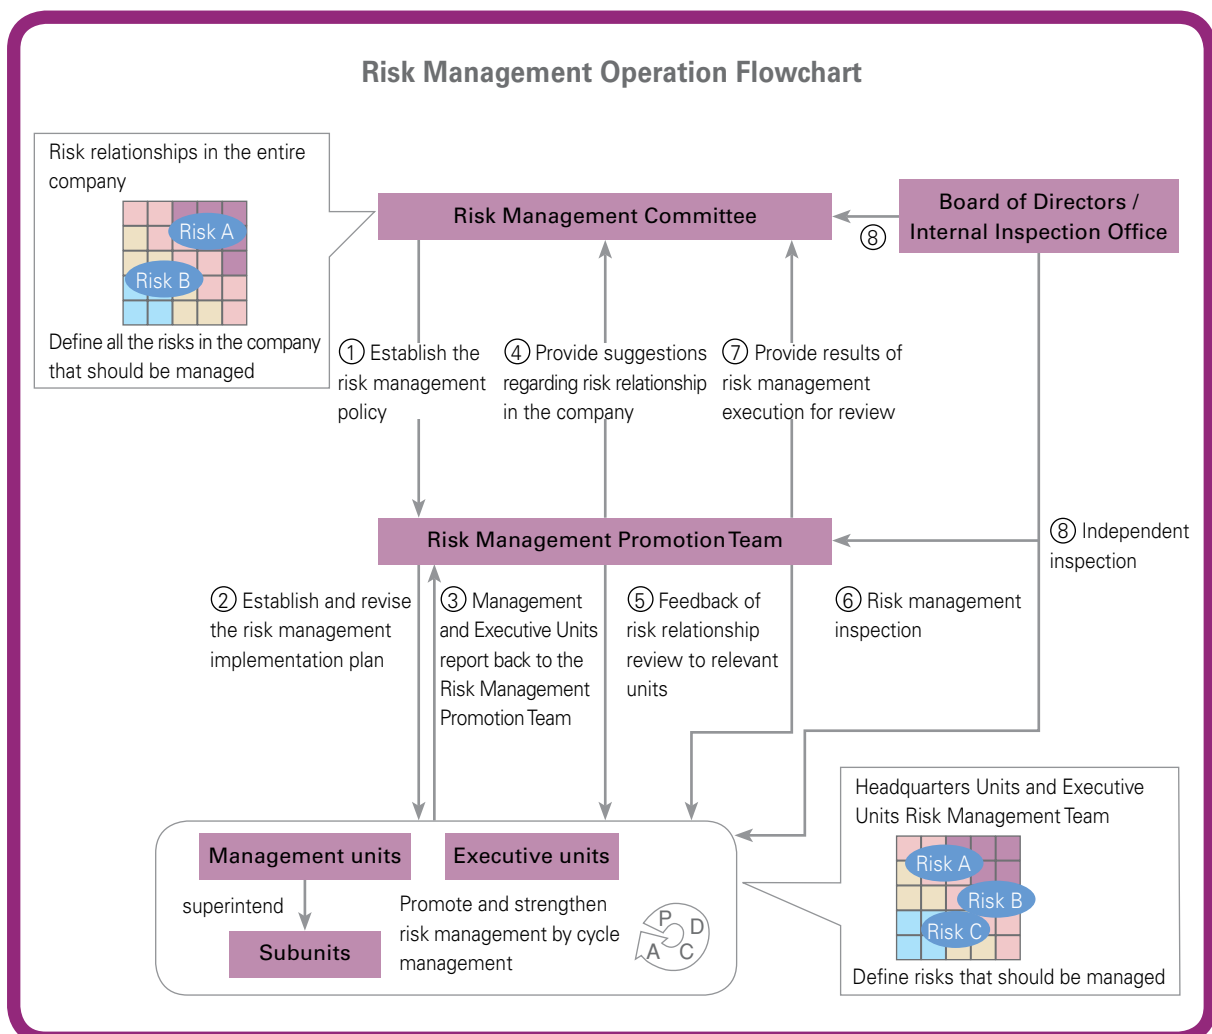 Risk Management Operation Flowchart
Risk relationships in the entire
company
Risk A
Risk B
Define all the risks in the company
that should be managed
Risk Management Committee
⑧
Board of Directors /
Internal Inspection Office
① Establish the
risk management
policy
④ Provide suggestions
regarding risk relationship
in the company
⑦ Provide results of
risk management
execution for review
Risk Management Promotion Team
⑧ Independent
inspection
② Establish and revise
the risk management
implementation plan
③ Management
and Executive Units
report back to the
Risk Management
Promotion Team
⑤ Feedback of
risk relationship
review to relevant
units
⑥ Risk management
inspection
Management units
superintend
Subunits
Executive units
Promote and strengthen
risk management by cycle
management
P
D
C
A
Headquarters Units and Executive
Units Risk Management Team
Risk A
Risk B
Risk C
Define risks that should be managed